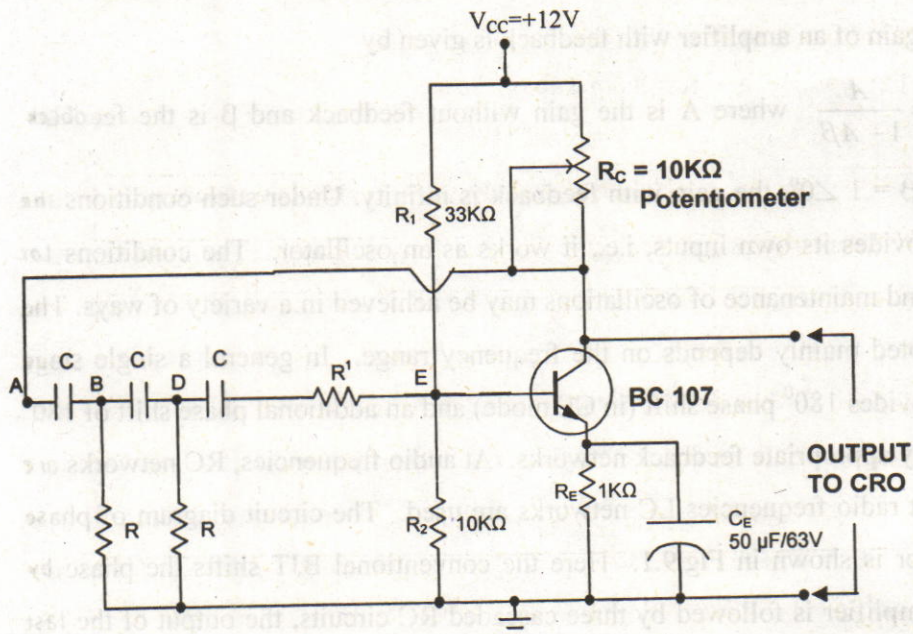 VCC=+12V
gain of an amplifier with feedback is given by
A
1 - Aβ
where A is the gain without feedback and B is the feedback
RC = 10KΩ
Potentiometer
R1 33KΩ
= 1 ∠0° the gain with feedback is infinity. Under such conditions the
provides its own inputs, i.e., it works as an oscillator. The conditions for
and maintenance of oscillations may be achieved in a variety of ways. The
mainly depends on the frequency range. In general a single stage
A C B C D C R' E
BC 107
provides 180° phase shift mode) and an additional phase shift of 180°
appropriate feedback networks. At audio frequencies, RC networks are
OUTPUT
TO CRO
radio frequencies LC networks are used. The circuit diagram of phase
R R R2 10KΩ RE 1KΩ CE
50 µF/63V
is shown in Fig 9.1. Here the conventional BJT shifts the phase by
amplifier is followed by three cascaded RC circuits, the output of the last